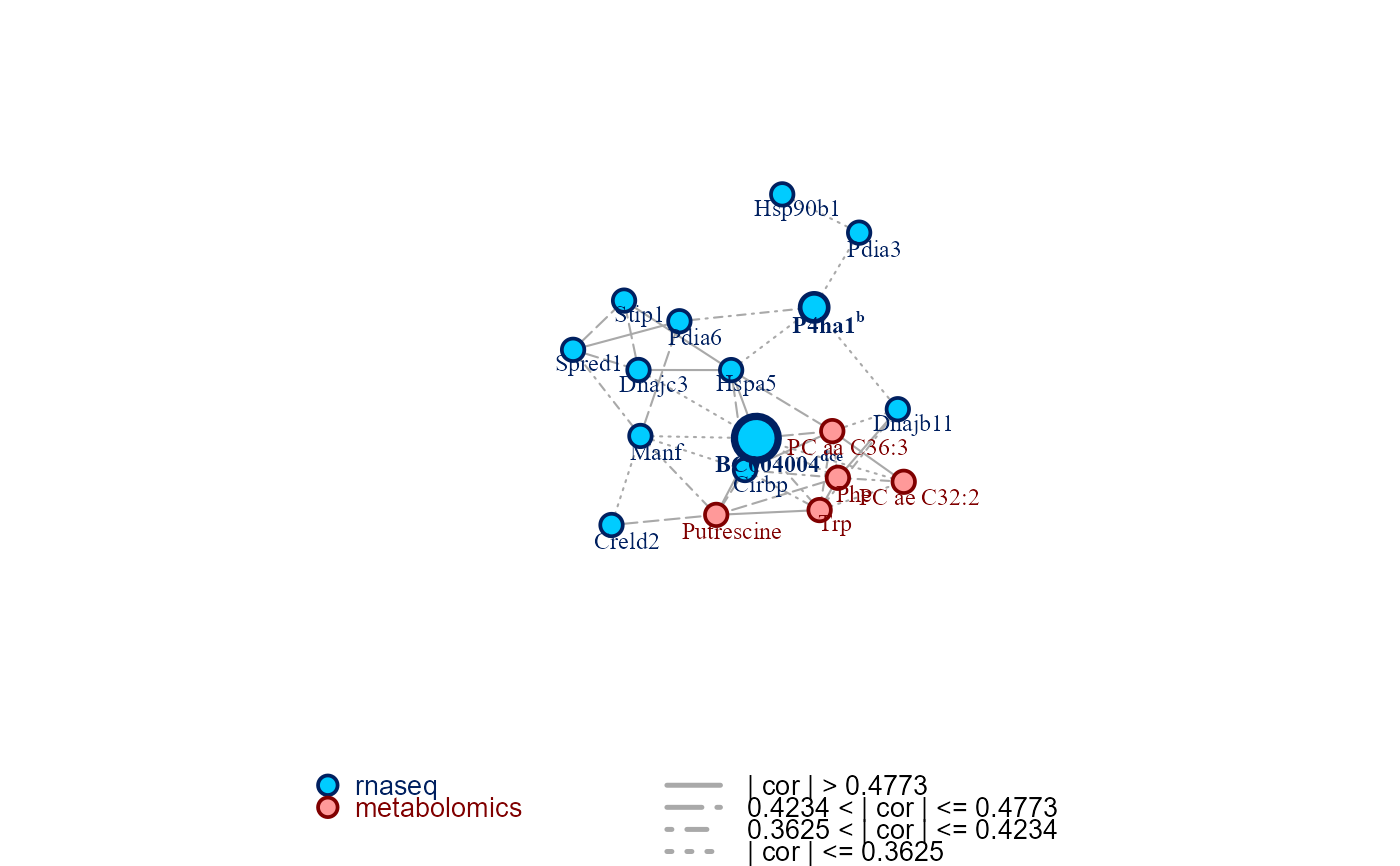 Hsp90b1
Pdia3
Stip1
P4ha1ᵇ
Pdia6
Spred1
Dnajc3
Hspa5
Dnajb11
PC aa C36:3
Manf
BC004004
Cirbp
Phe
PC ae C32:2
Trp
Putrescine
Creld2
rnaseq
metabolomics
| cor | > 0.4773
0.4234 < | cor | <= 0.4773
0.3625 < | cor | <= 0.4234
| cor | <= 0.3625